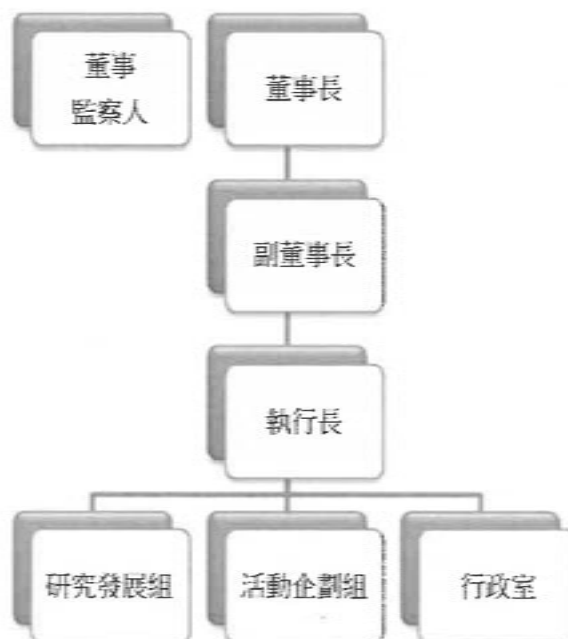 董事
監察人
董事長
副董事長
執行長
研究發展組
活動企劃組
行政室